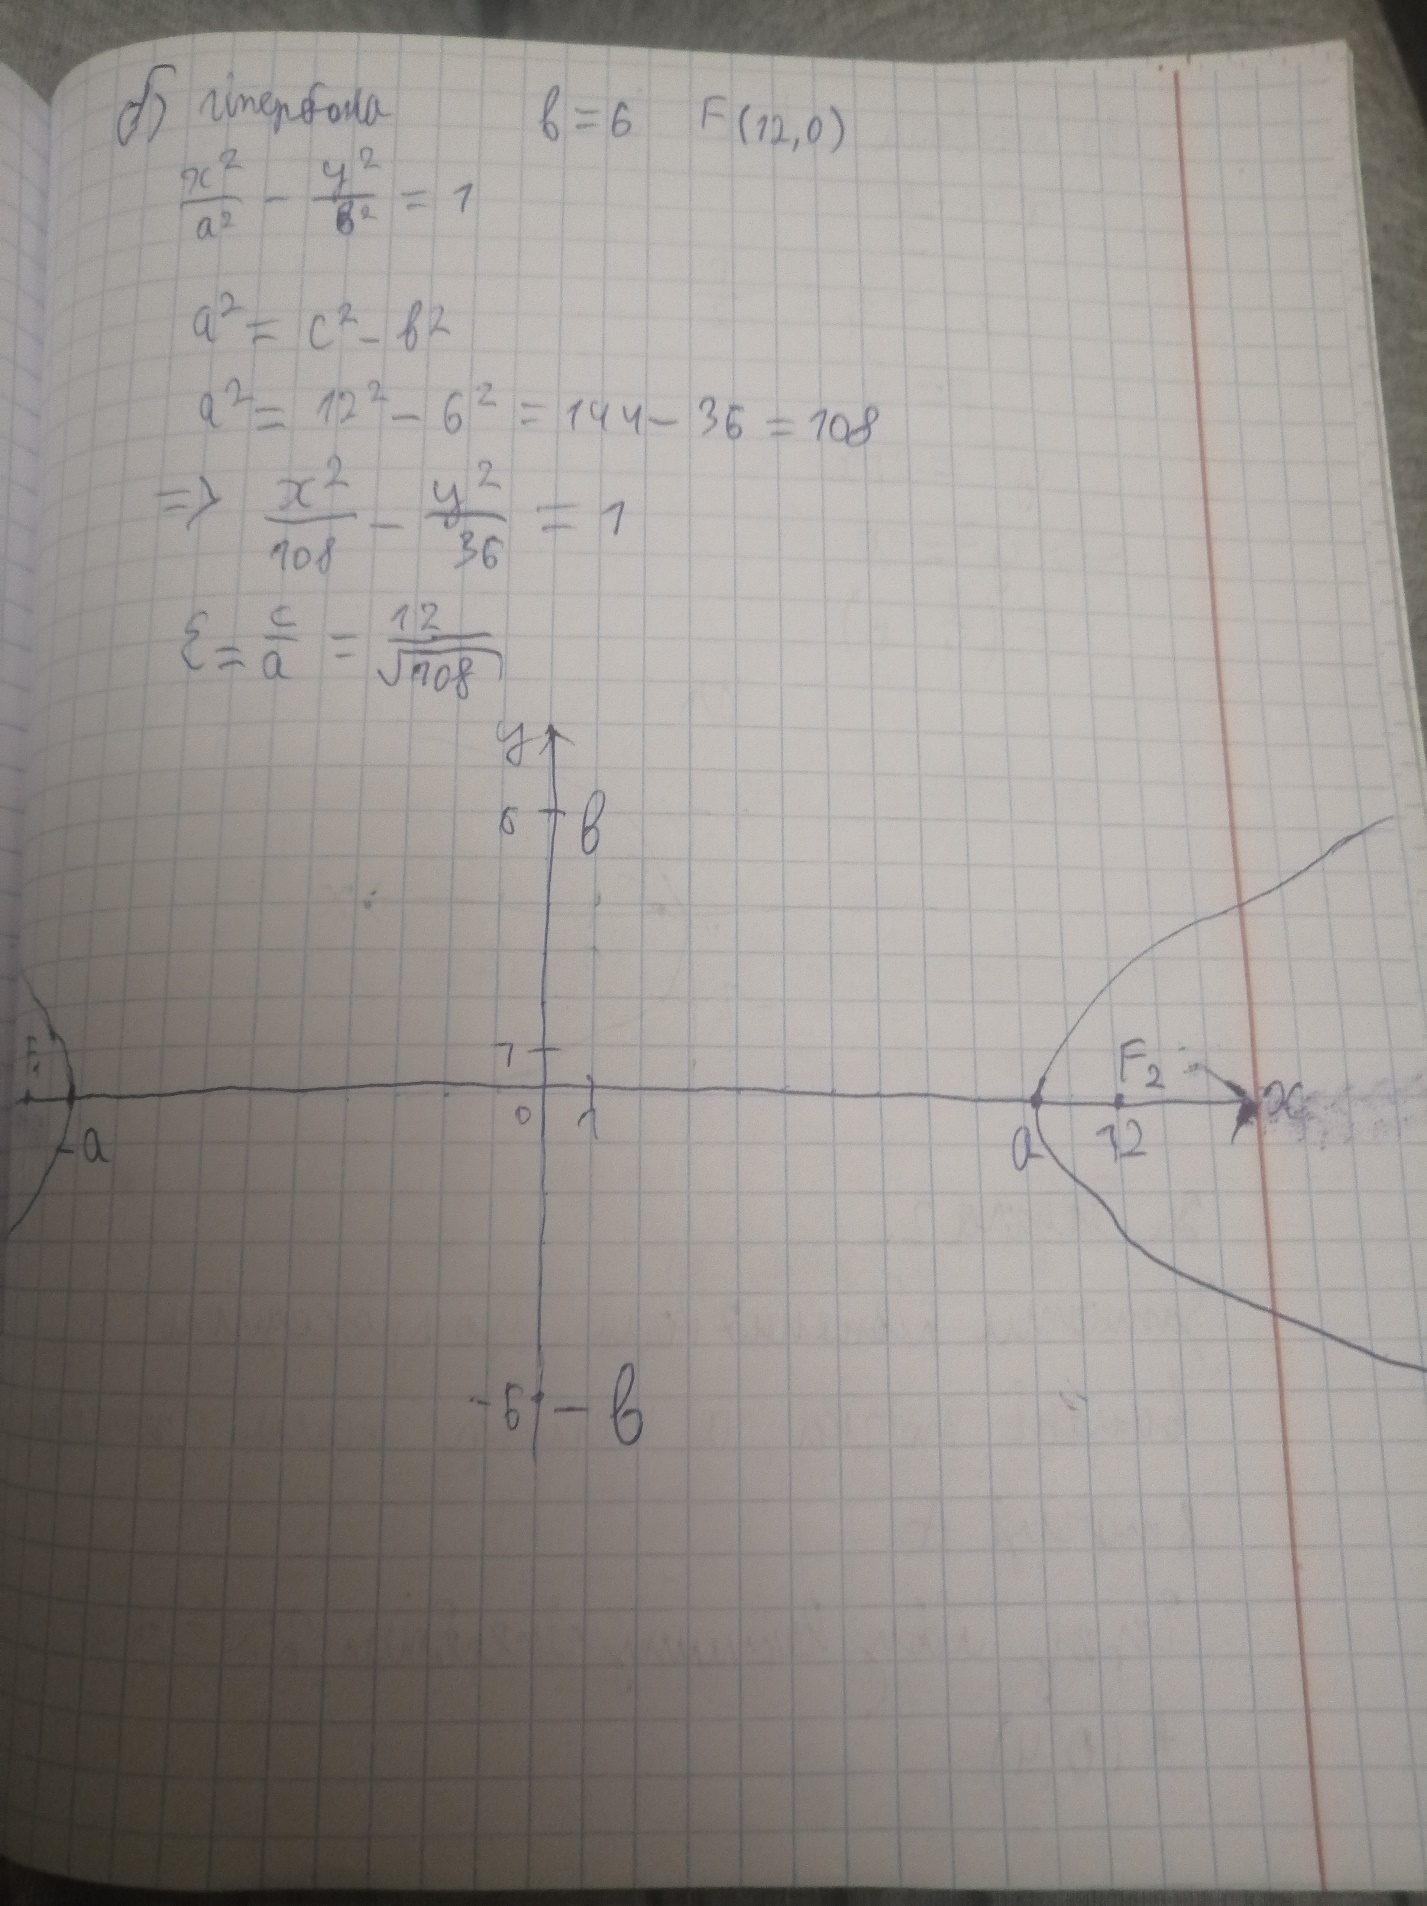 б) гіпербола b = 6 F(12,0)
x²/a² - y²/b² = 1
a² = c² - b²
a² = 12² - 6² = 144 - 36 = 108
=> x²/108 - y²/36 = 1
ε = c/a = 12/√108
y
6 b
1 F₂
F₁
0 1 x
-a a 12
-6 -b